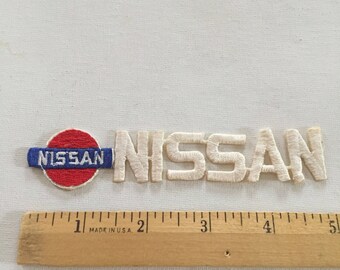 NISSAN NISSAN
1 2 3 4 5
MADE IN U.S.A.